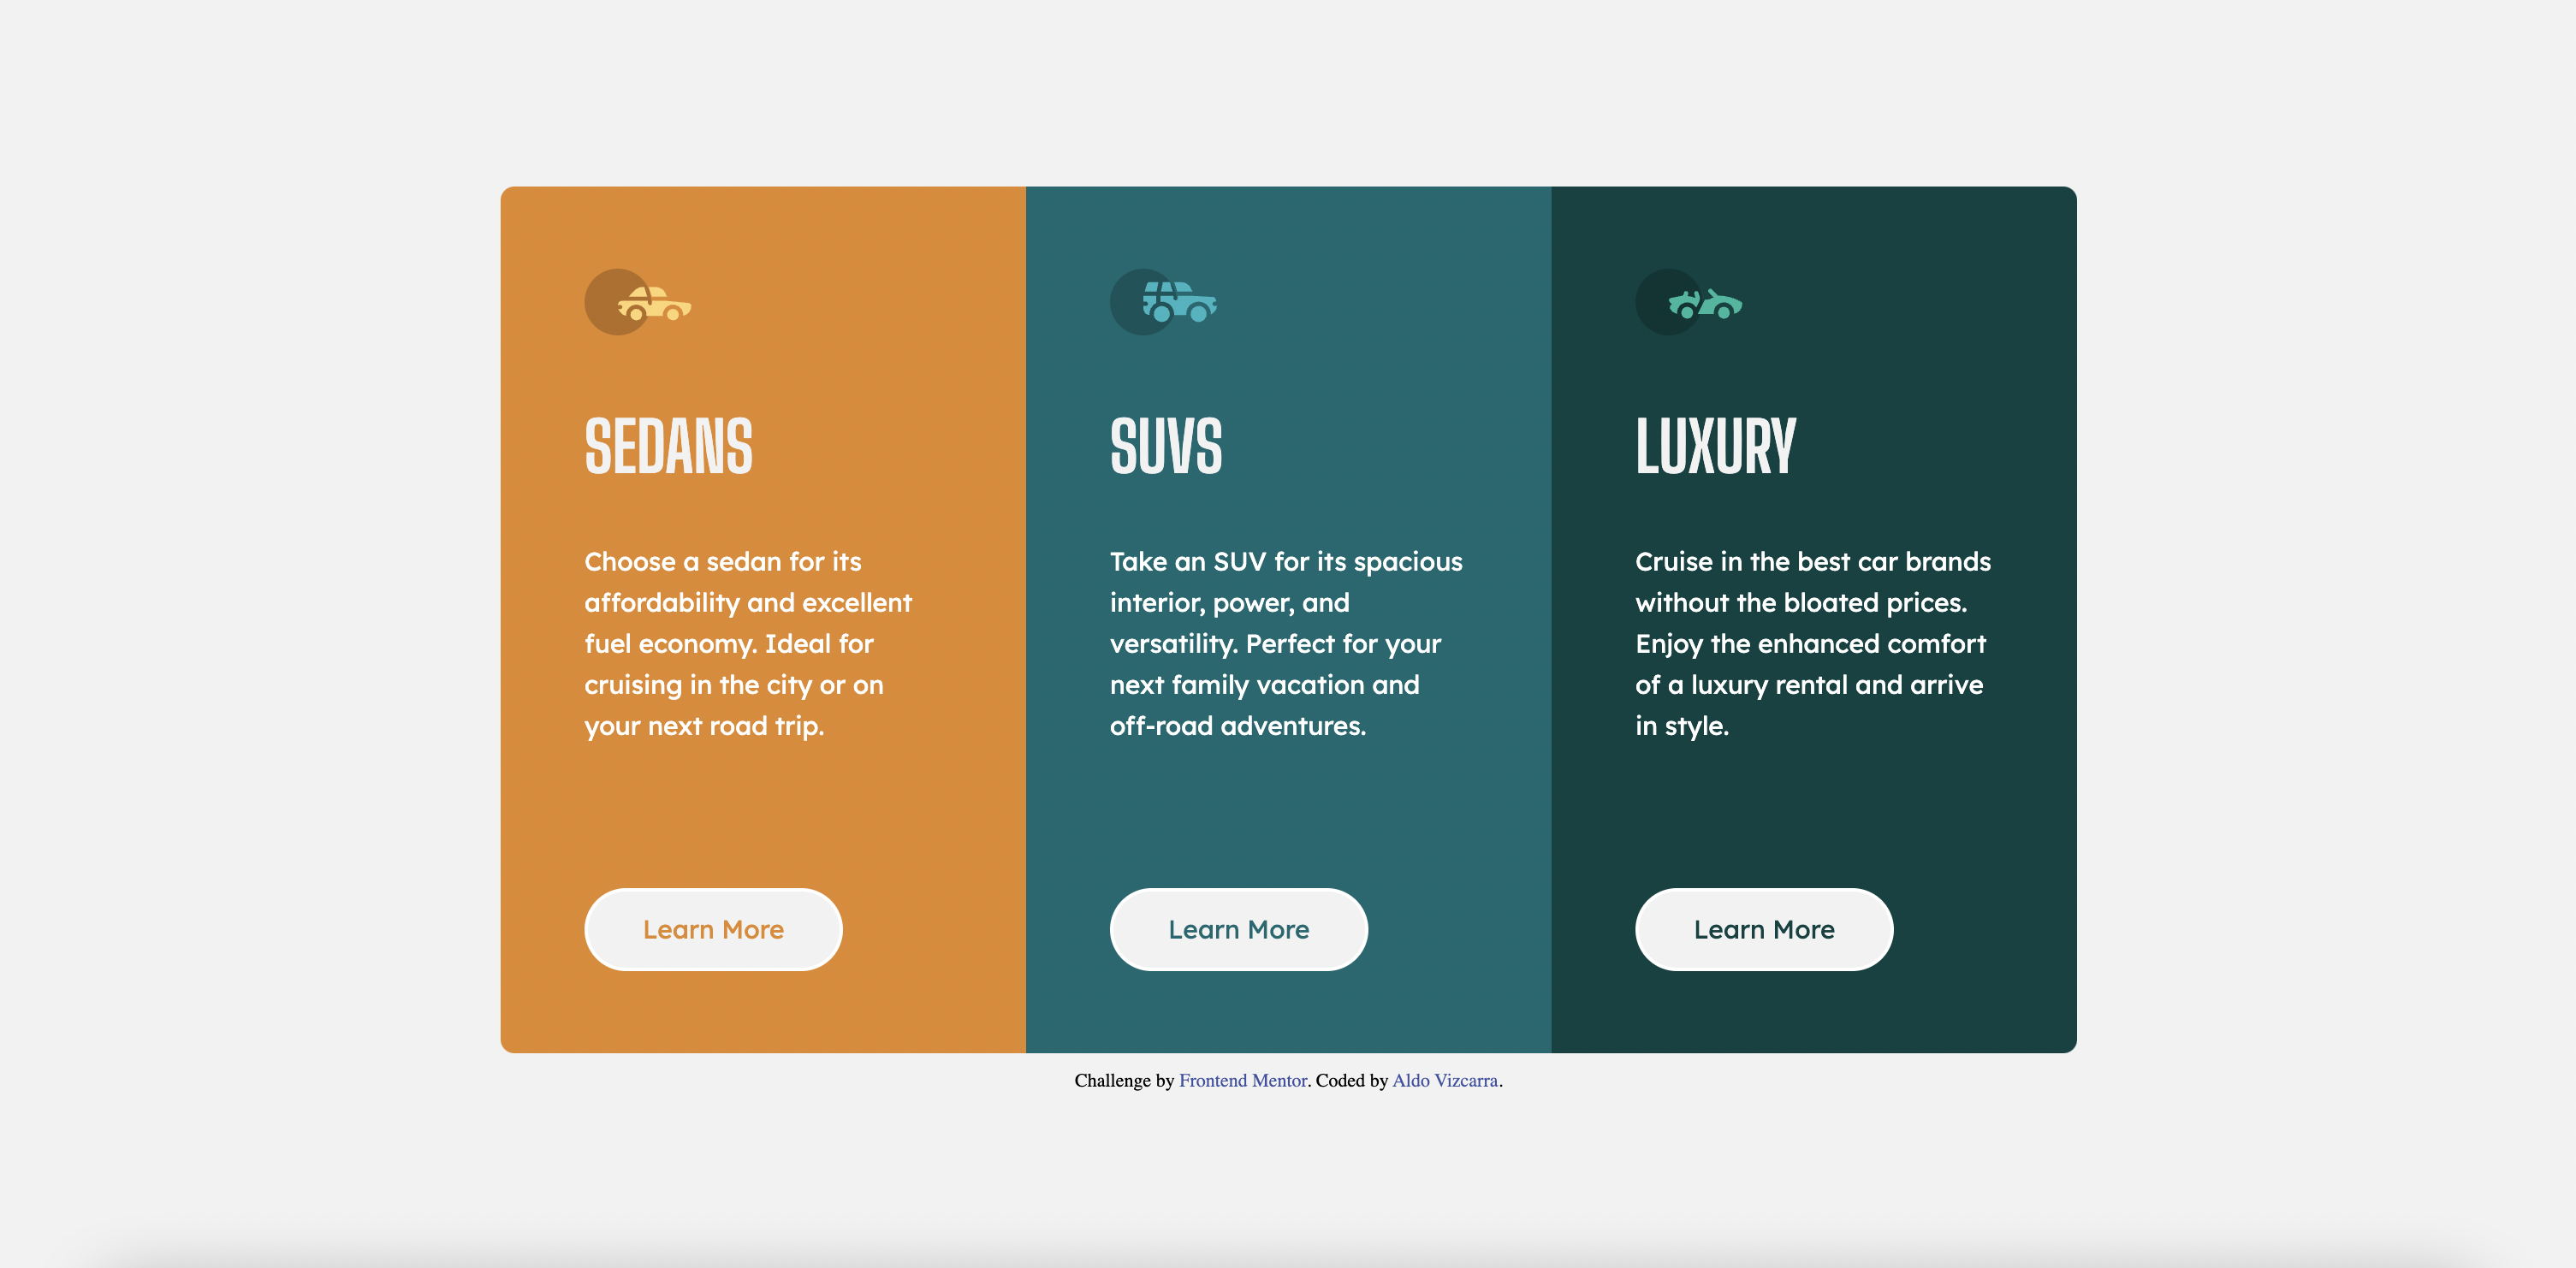 SEDANS
Choose a sedan for its
affordability and excellent
fuel economy. Ideal for
cruising in the city or on
your next road trip.
Learn More
SUVS
Take an SUV for its spacious
interior, power, and
versatility. Perfect for your
next family vacation and
off-road adventures.
Learn More
LUXURY
Cruise in the best car brands
without the bloated prices.
Enjoy the enhanced comfort
of a luxury rental and arrive
in style.
Learn More
Challenge by Frontend Mentor. Coded by Aldo Vizcarra.